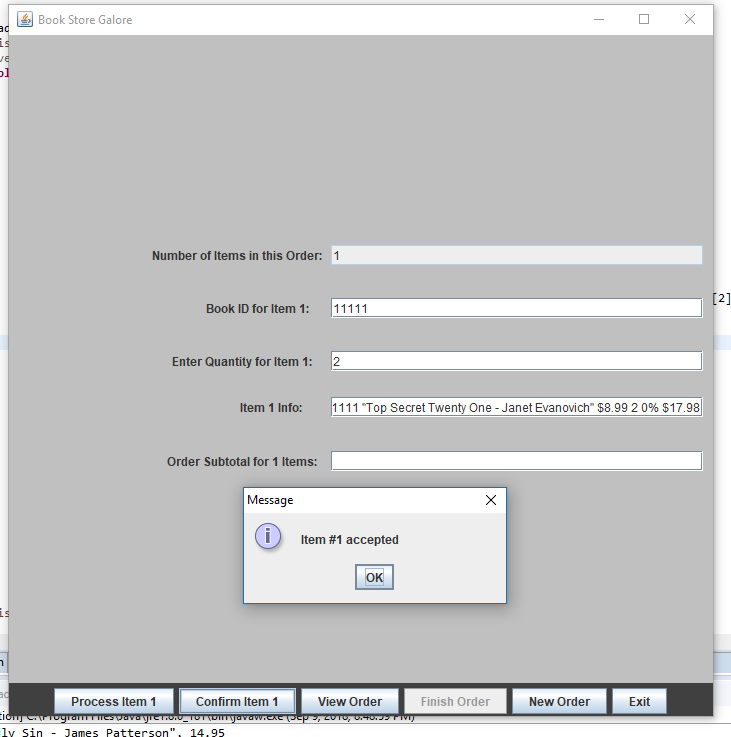 Book Store Galore
Number of Items in this Order: 1
[2]
Book ID for Item 1: 11111
Enter Quantity for Item 1: 2
Item 1 Info: 1111 "Top Secret Twenty One - Janet Evanovich" $8.99 2 0% $17.98
Order Subtotal for 1 Items:
Message
Item #1 accepted
OK
Process Item 1 Confirm Item 1 View Order Finish Order New Order Exit
tion] C:\Program Files\Java\jre1.8.0_101\bin\javaw.exe (Sep 9, 2016, 8:48:59 PM)
dly Sin - James Patterson", 14.95